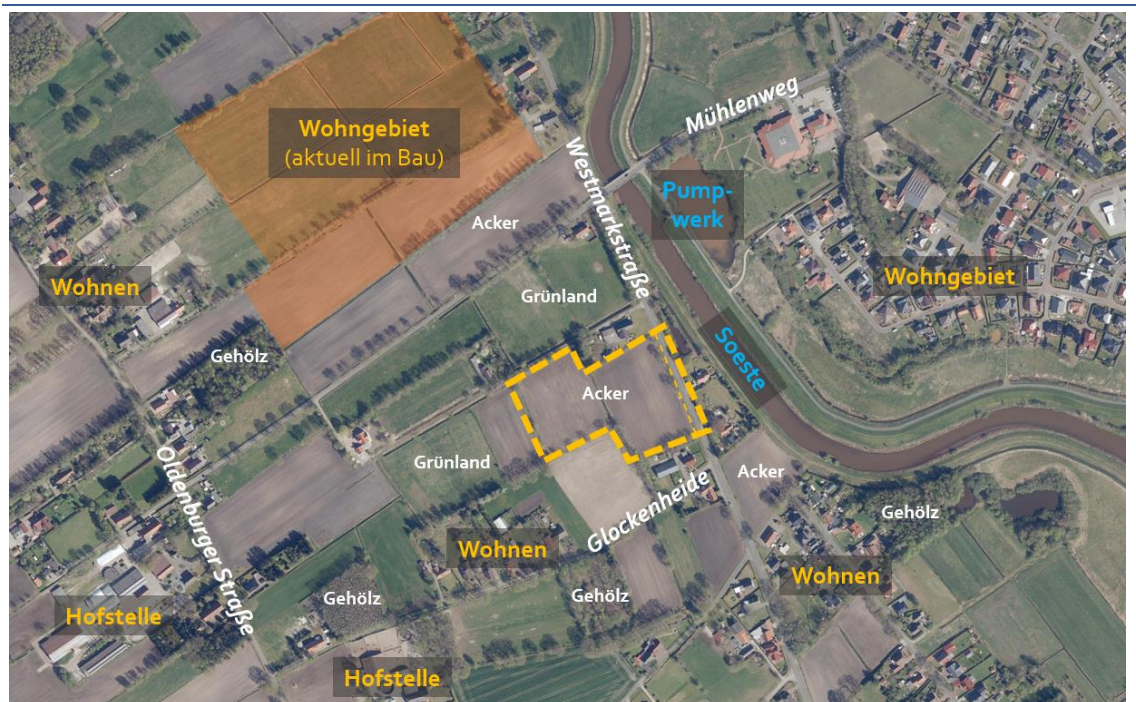 Mühlenweg
Wohngebiet
(aktuell im Bau)
Westmarkstraße
Pump-
werk
Acker
Wohnen
Wohngebiet
Grünland
Gehölz
Soeste
Acker
Grünland
Acker
Oldenburger Straße
Glockenheide
Gehölz
Wohnen
Wohnen
Gehölz
Gehölz
Hofstelle
Hofstelle